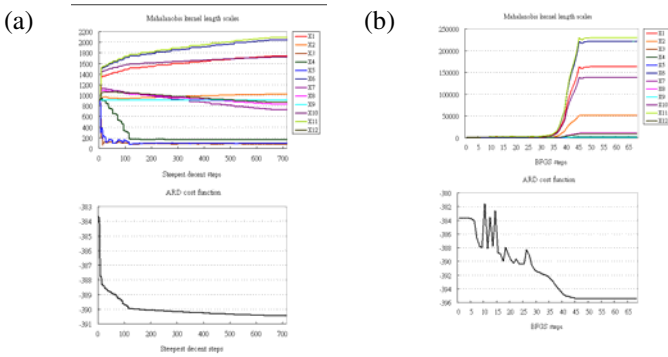 (a)
Mahalanobis kernel length scales
2200
2000
1800
1600
1400
1200
1000
800
600
400
200
0
0 100 200 300 400 500 600 700
Steepest decent steps
X1
X2
X3
X4
X5
X6
X7
X8
X9
X10
X11
X12
ARD cost function
-383
-384
-385
-386
-387
-388
-389
-390
-391
0 100 200 300 400 500 600 700
Steepest decent steps
(b)
Mahalanobis kernel length scales
250000
200000
150000
100000
50000
0
0 5 10 15 20 25 30 35 40 45 50 55 60 65
BFGS steps
X1
X2
X3
X4
X5
X6
X7
X8
X9
X10
X11
X12
ARD cost function
-380
-382
-384
-386
-388
-390
-392
-394
-396
0 5 10 15 20 25 30 35 40 45 50 55 60 65
BFGS steps